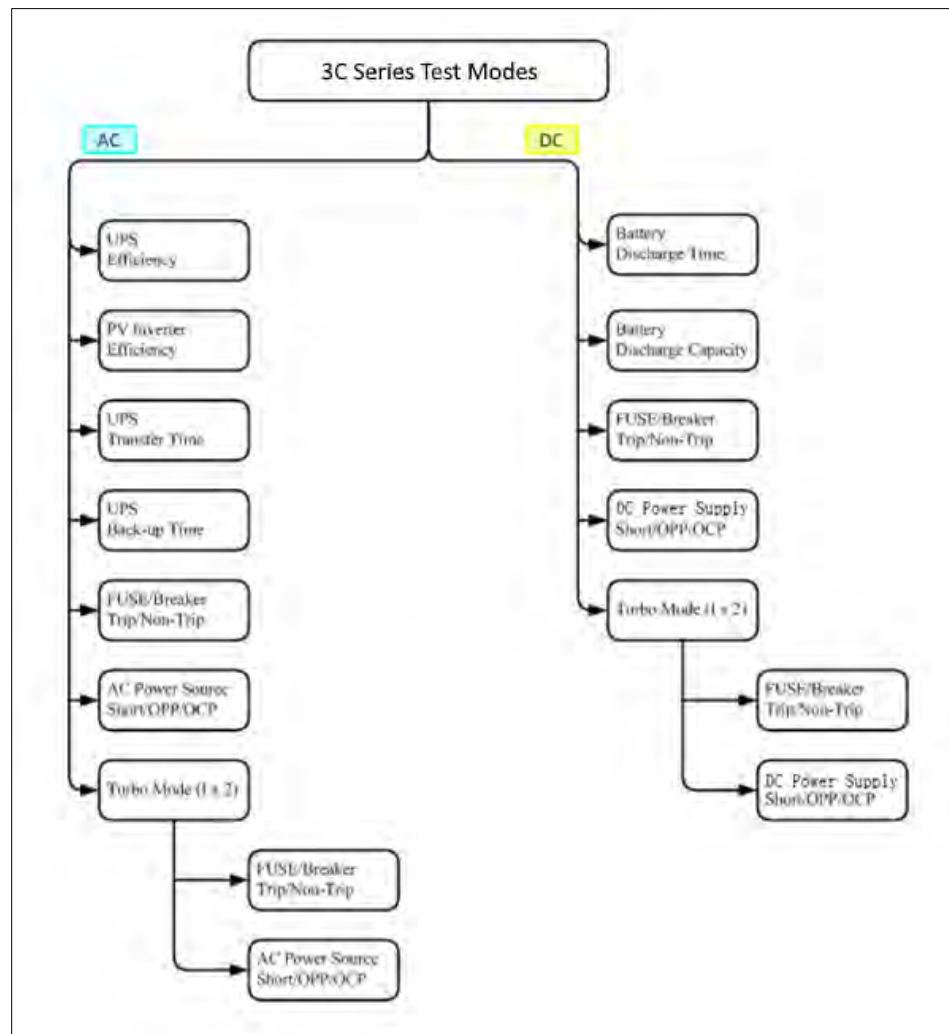 3C Series Test Modes
AC
UPS
Efficiency
PV Inverter
Efficiency
UPS
Transfer Time
UPS
Back-up Time
FUSE/Breaker
Trip/Non-Trip
AC Power Source
Short/OPP/OCP
Turbo Mode (I x 2)
FUSE/Breaker
Trip/Non-Trip
AC Power Source
Short/OPP/OCP
DC
Battery
Discharge Time
Battery
Discharge Capacity
FUSE/Breaker
Trip/Non-Trip
DC Power Supply
Short/OPP/OCP
Turbo Mode (I x 2)
FUSE/Breaker
Trip/Non-Trip
DC Power Supply
Short/OPP/OCP